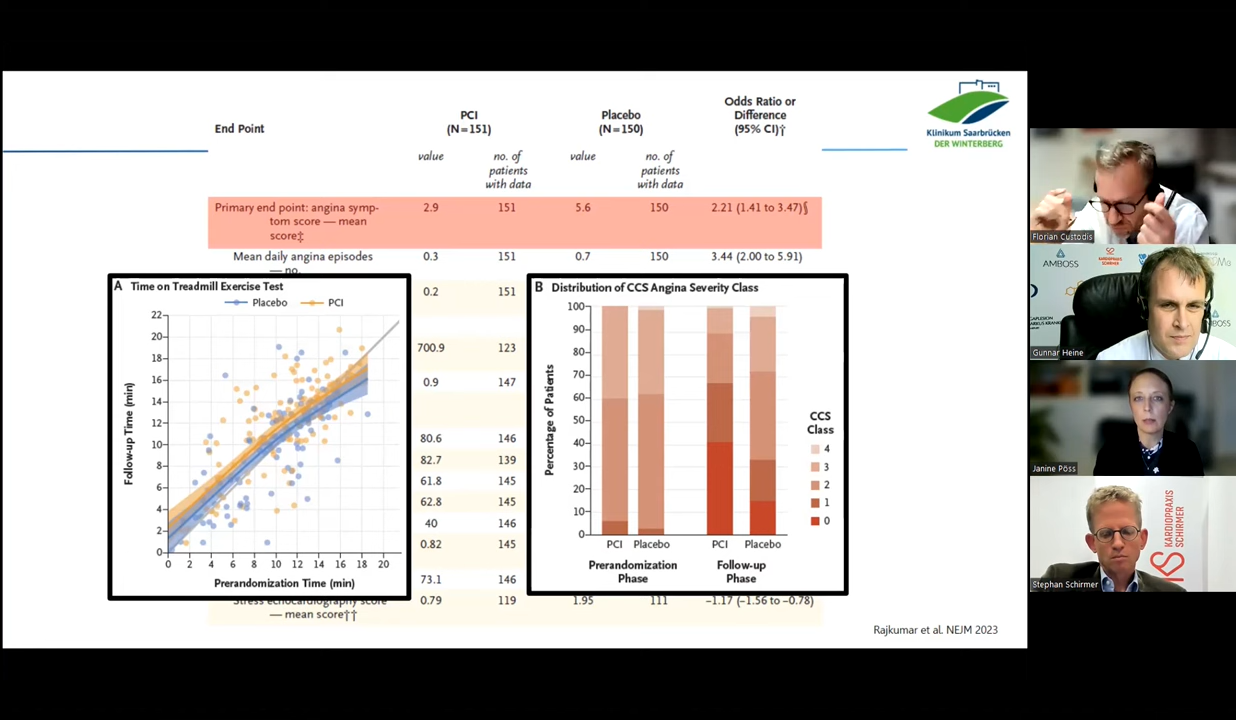 Klinikum Saarbrücken
DER WINTERBERG
End Point
PCI
(N=151)
Placebo
(N=150)
Odds Ratio or
Difference
(95% CI)†
value
no. of
patients
with data
value
no. of
patients
with data
Primary end point: angina symp-
tom score — mean
score‡
2.9
151
5.6
150
2.21 (1.41 to 3.47)§
Mean daily angina episodes
— no.
0.3
151
0.7
150
3.44 (2.00 to 5.91)
0.2
151
700.9
123
0.9
147
80.6
146
82.7
139
61.8
145
62.8
145
40
146
0.82
145
73.1
146
Stress echocardiography score
— mean score††
0.79
119
1.95
111
−1.17 (−1.56 to −0.78)
A Time on Treadmill Exercise Test
Placebo PCI
Follow-up Time (min)
22
20
18
16
14
12
10
8
6
4
2
0
0 2 4 6 8 10 12 14 16 18 20
Prerandomization Time (min)
B Distribution of CCS Angina Severity Class
Percentage of Patients
100
90
80
70
60
50
40
30
20
10
0
PCI Placebo PCI Placebo
Prerandomization
Phase
Follow-up
Phase
CCS
Class
4
3
2
1
0
Rajkumar et al. NEJM 2023
Florian Custodis
AMBOSS
KARDIOPRAXIS
SCHIRMER
AMBOSS
Gunnar Heine
Janine Pöss
KS KARDIOPRAXIS
SCHIRMER
Stephan Schirmer